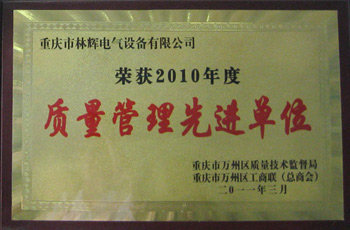 重庆市林辉电气设备有限公司
荣获2010年度
质量管理先进单位
重庆市万州区质量技术监督局
重庆市万州区工商联（总商会）
二〇一一年三月